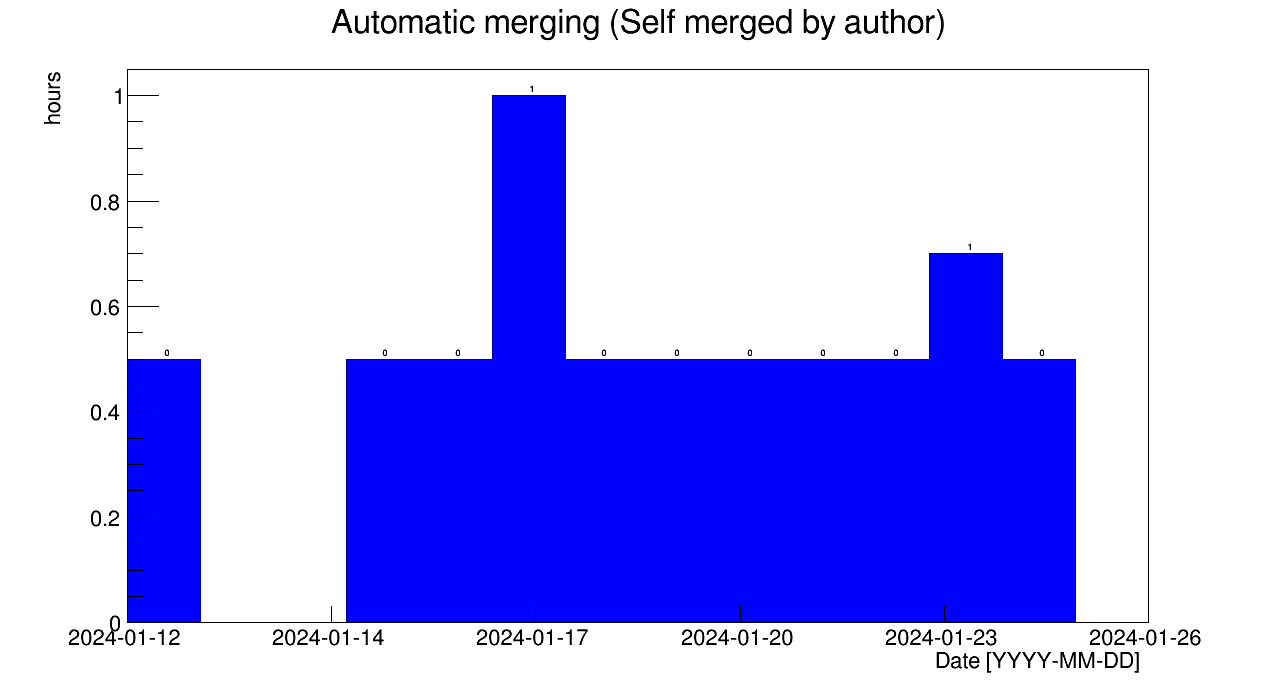 Automatic merging (Self merged by author)
hours
1
1
0.8
1
0.6
0 0 0 0 0 0 0 0 0
0.4
0.2
0
2024-01-12 2024-01-14 2024-01-17 2024-01-20 2024-01-23 2024-01-26
Date [YYYY-MM-DD]